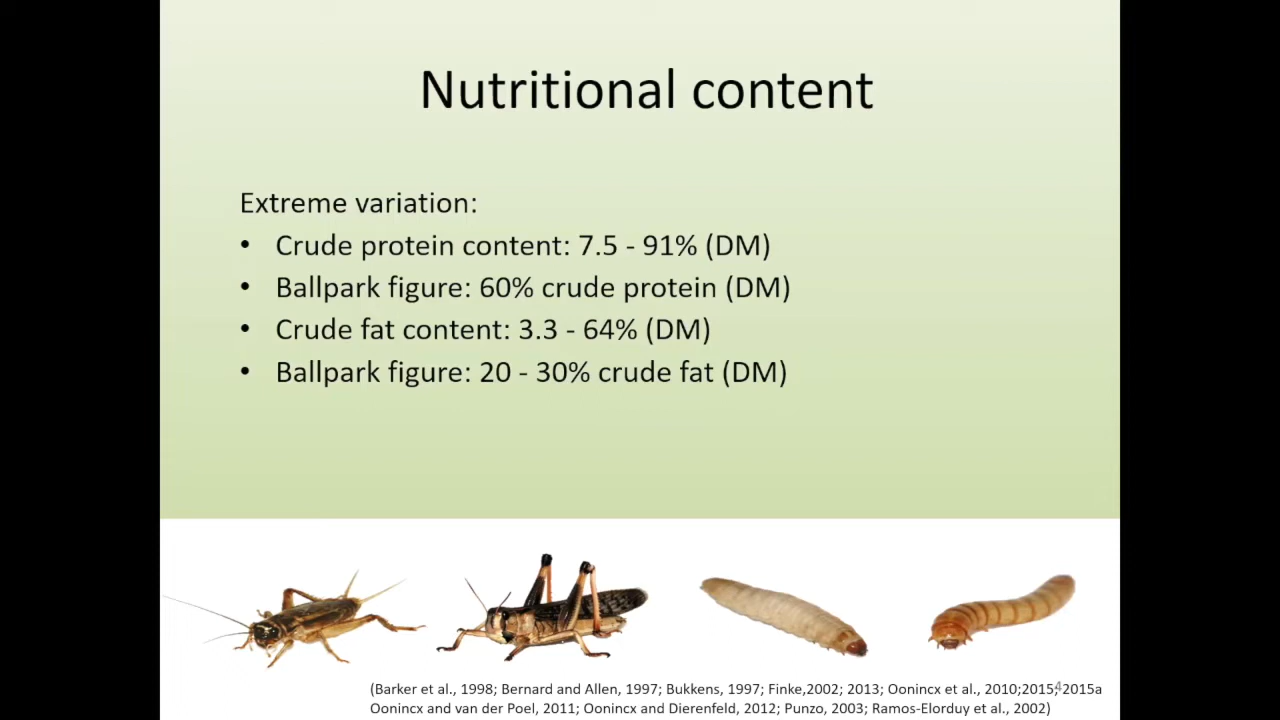 Nutritional content
Extreme variation:
• Crude protein content: 7.5 - 91% (DM)
• Ballpark figure: 60% crude protein (DM)
• Crude fat content: 3.3 - 64% (DM)
• Ballpark figure: 20 - 30% crude fat (DM)
(Barker et al., 1998; Bernard and Allen, 1997; Bukkens, 1997; Finke,2002; 2013; Oonincx et al., 2010;2015;2015a
4
Oonincx and van der Poel, 2011; Oonincx and Dierenfeld, 2012; Punzo, 2003; Ramos-Elorduy et al., 2002)